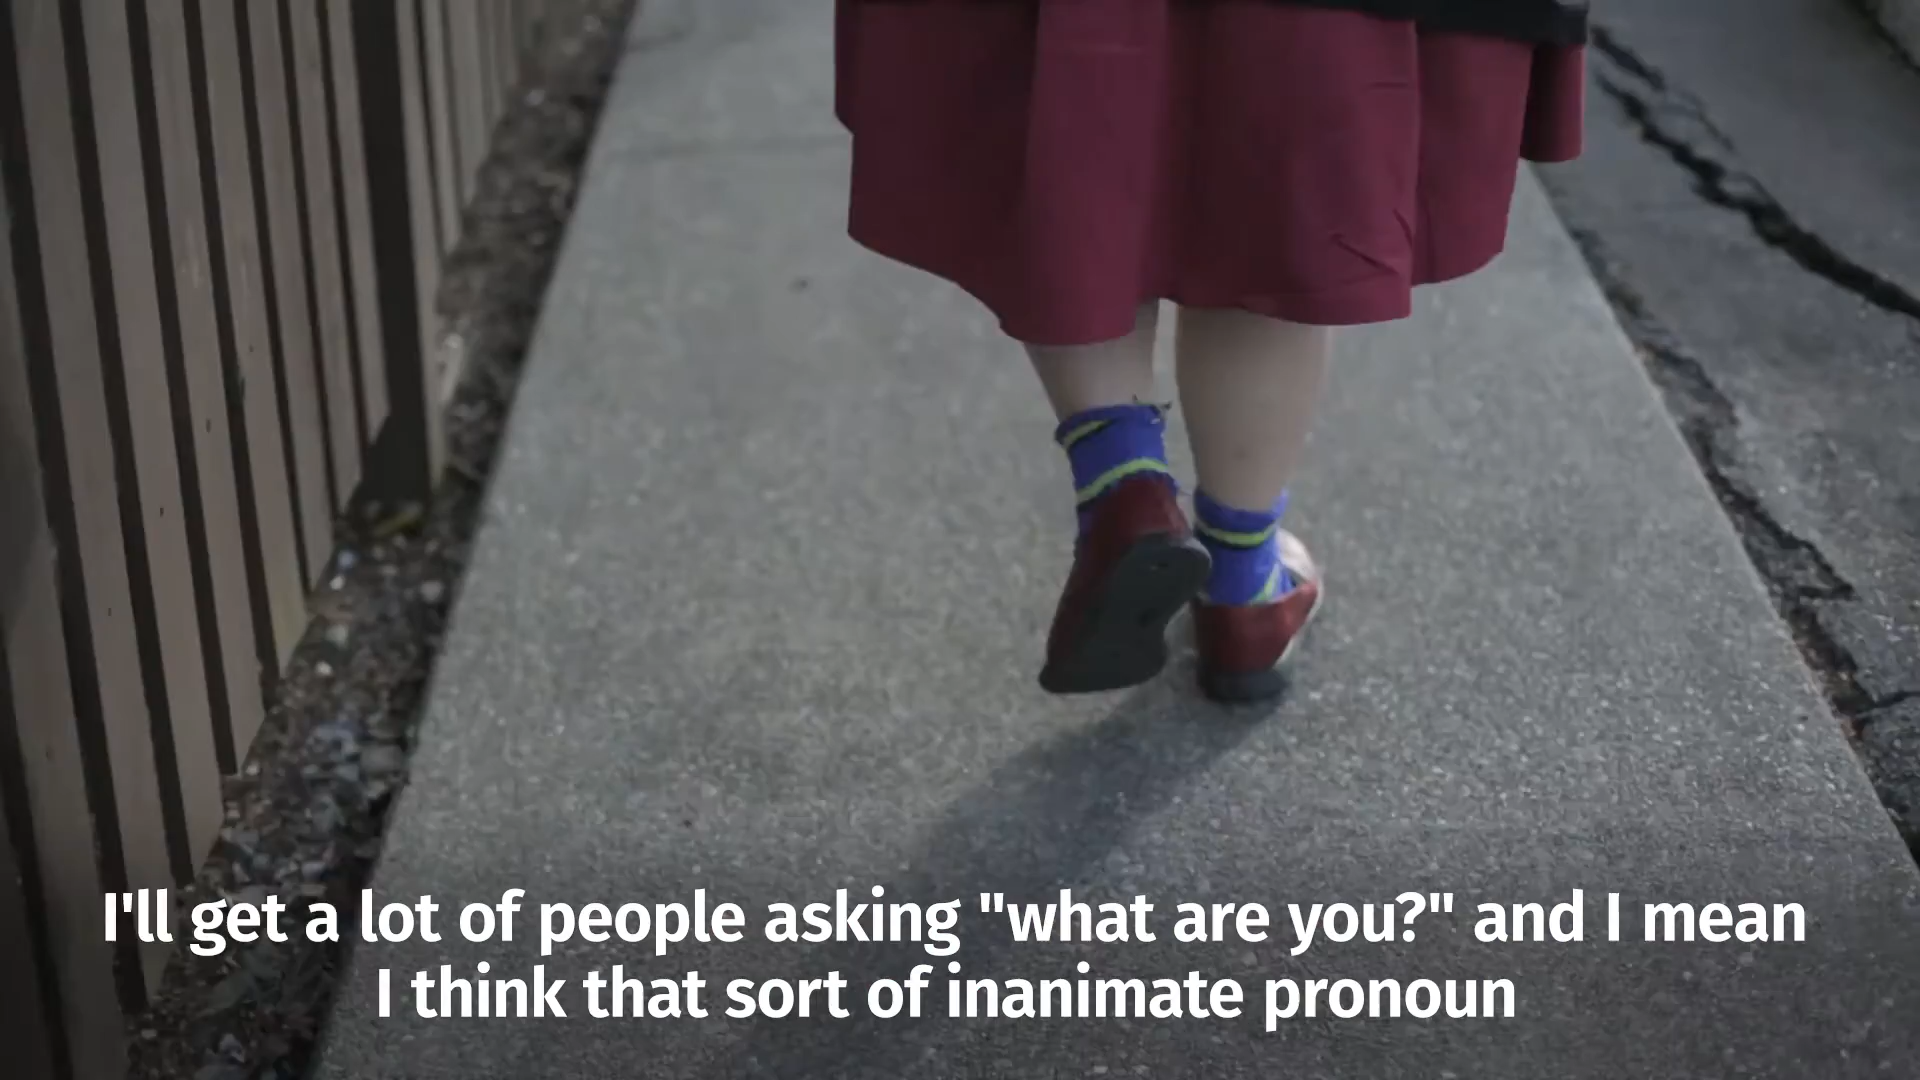 I'll get a lot of people asking "what are you?" and I mean
I think that sort of inanimate pronoun